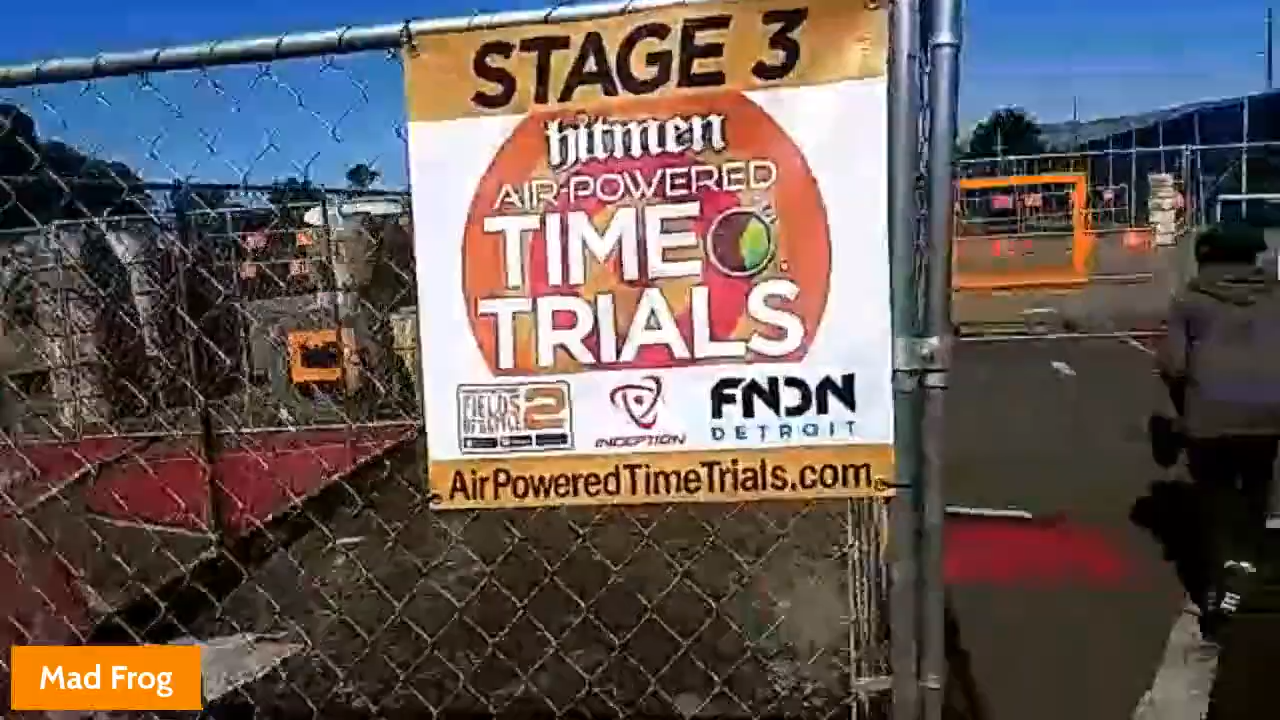 STAGE 3
hitmen
AIR-POWERED
TIME
TRIALS
FIELDS 2
OF BATTLE
INCEPTION
FNDN
DETROIT
AirPoweredTimeTrials.com
Mad Frog